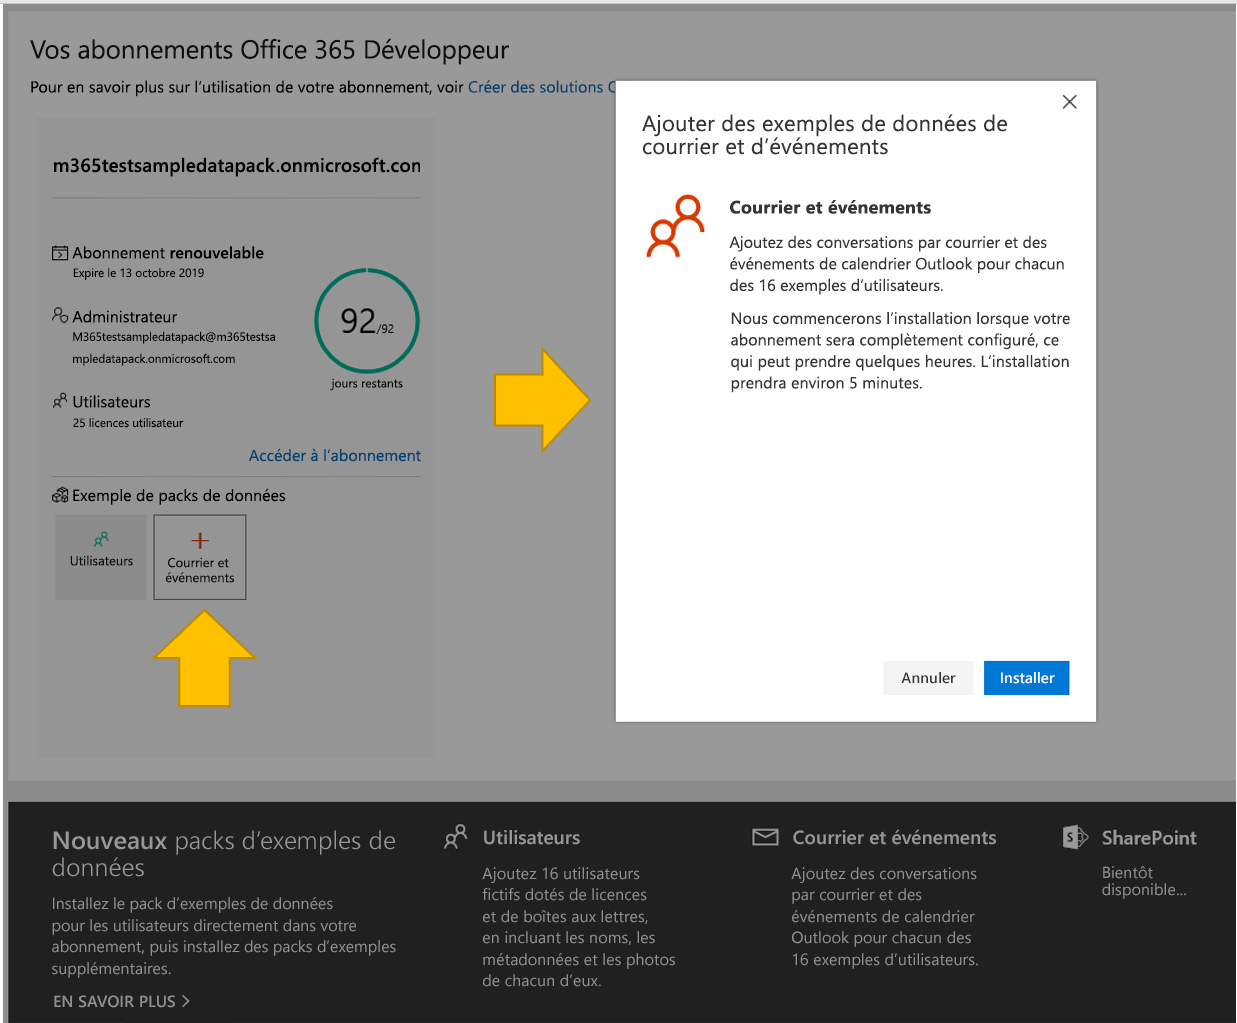 Vos abonnements Office 365 Développeur
Pour en savoir plus sur l'utilisation de votre abonnement, voir Créer des solutions
m365testsampledatapack.onmicrosoft.con
Abonnement renouvelable
Expire le 13 octobre 2019
Administrateur
M365testsampledatapack@m365testsa
mpledatapack.onmicrosoft.com
92/92
jours restants
Utilisateurs
25 licences utilisateur
Accéder à l'abonnement
Exemple de packs de données
Utilisateurs
Courrier et
événements
Ajouter des exemples de données de
courrier et d'événements
Courrier et événements
Ajoutez des conversations par courrier et des
événements de calendrier Outlook pour chacun
des 16 exemples d'utilisateurs.
Nous commencerons l'installation lorsque votre
abonnement sera complètement configuré, ce
qui peut prendre quelques heures. L'installation
prendra environ 5 minutes.
Annuler
Installer
Nouveaux packs d'exemples de
données
Installez le pack d'exemples de données
pour les utilisateurs directement dans votre
abonnement, puis installez des packs d'exemples
supplémentaires.
EN SAVOIR PLUS >
Utilisateurs
Ajoutez 16 utilisateurs
fictifs dotés de licences
et de boîtes aux lettres,
en incluant les noms, les
métadonnées et les photos
de chacun d'eux.
Courrier et événements
Ajoutez des conversations
par courrier et des
événements de calendrier
Outlook pour chacun des
16 exemples d'utilisateurs.
SharePoint
Bientôt
disponible...